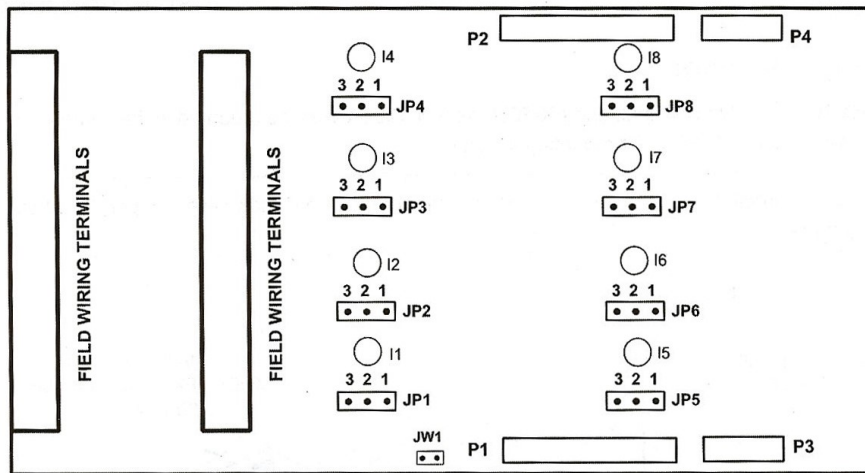 P2
P4
I4
3 2 1
JP4
I8
3 2 1
JP8
I3
3 2 1
JP3
I7
3 2 1
JP7
FIELD WIRING TERMINALS
FIELD WIRING TERMINALS
I2
3 2 1
JP2
I6
3 2 1
JP6
I1
3 2 1
JP1
I5
3 2 1
JP5
JW1
P1
P3